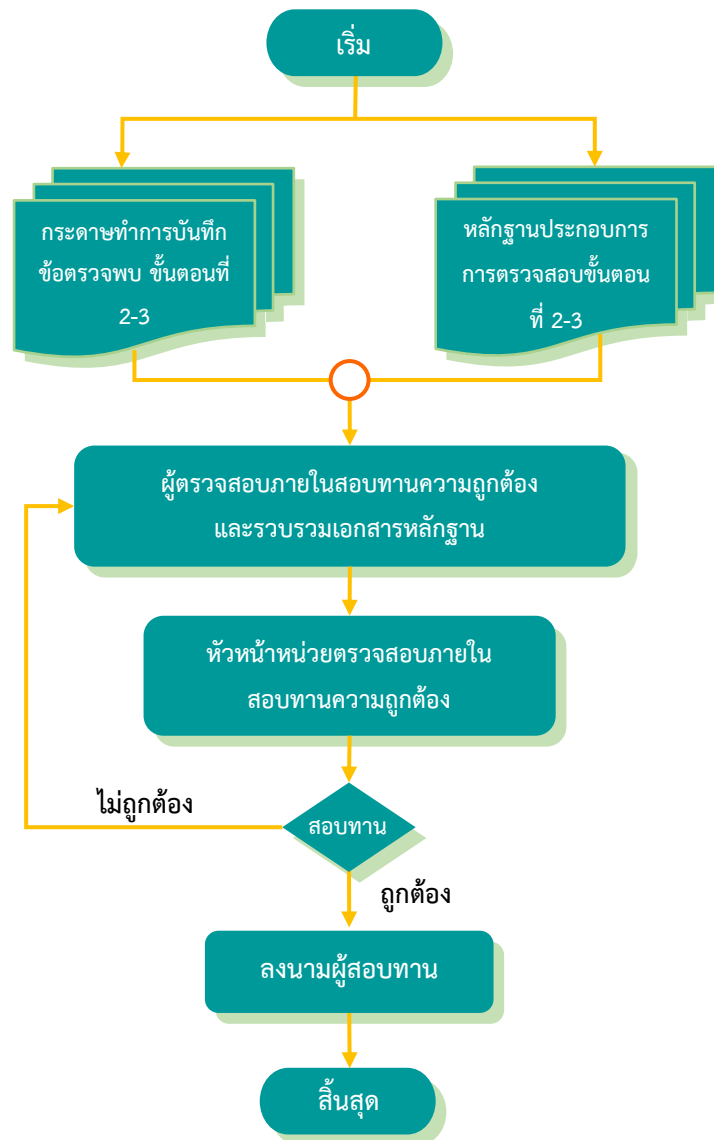 เริ่ม
กระดาษทำการบันทึก
ข้อตรวจพบ ขั้นตอนที่
2-3
หลักฐานประกอบการ
การตรวจสอบขั้นตอน
ที่ 2-3
ผู้ตรวจสอบภายในสอบทานความถูกต้อง
และรวบรวมเอกสารหลักฐาน
หัวหน้าหน่วยตรวจสอบภายใน
สอบทานความถูกต้อง
ไม่ถูกต้อง
สอบทาน
ถูกต้อง
ลงนามผู้สอบทาน
สิ้นสุด